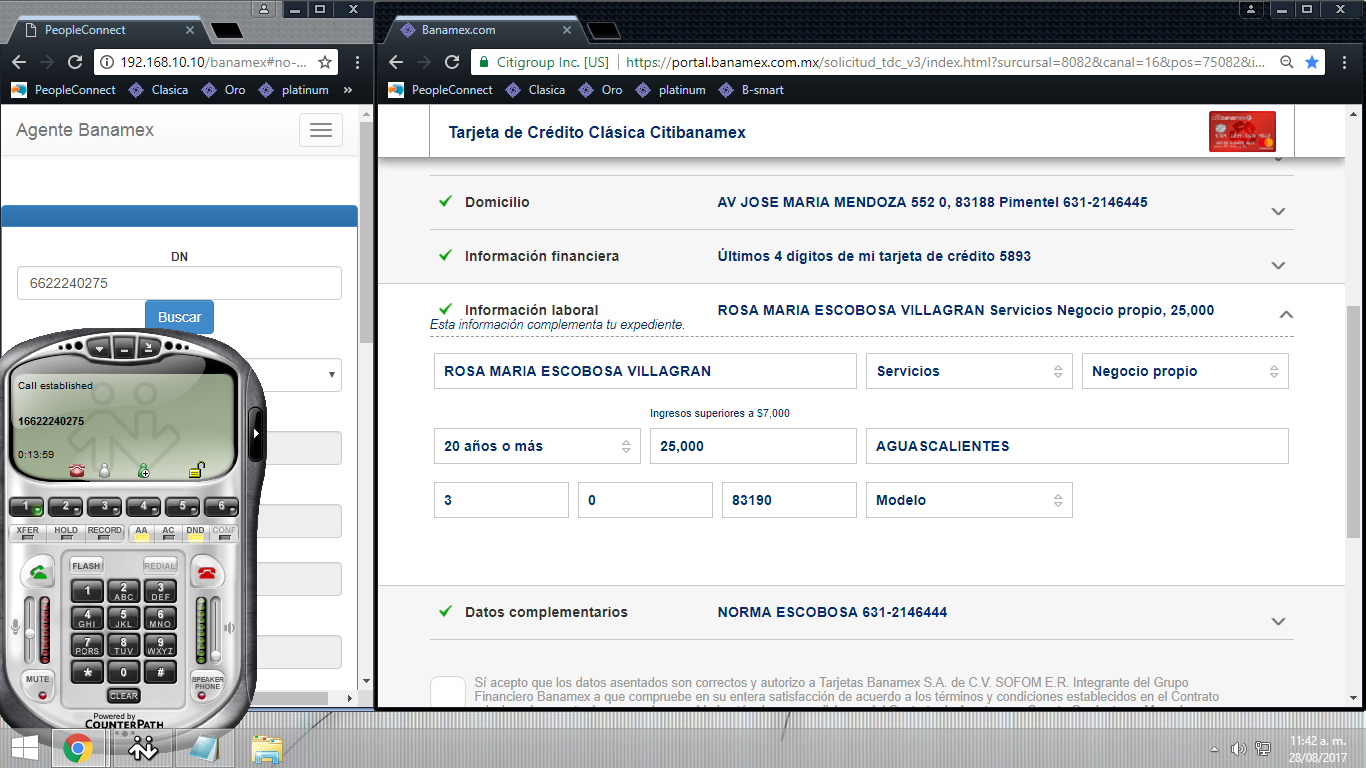 PeopleConnect
192.168.10.10/banamex#no-...
PeopleConnect Clasica Oro platinum »
Agente Banamex
DN
6622240275
Buscar
Call established
16622240275
0:13:59
1 2 3 4 5 6
XFER HOLD RECORD AA AC DND CONF
FLASH REDIAL
1 2 ABC 3 DEF
4 GHI 5 JKL 6 MNO
7 PQRS 8 TUV 9 WXYZ
* 0 #
MUTE CLEAR SPEAKER PHONE
Powered by
COUNTERPATH
Banamex.com
Citigroup Inc. [US] https://portal.banamex.com.mx/solicitud_tdc_v3/index.html?sursursal=8082&canal=16&pos=75082&i...
PeopleConnect Clasica Oro platinum B-smart
Tarjeta de Crédito Clásica Citibanamex
Domicilio AV JOSE MARIA MENDOZA 552 0, 83188 Pimentel 631-2146445
Información financiera Últimos 4 dígitos de mi tarjeta de crédito 5893
Información laboral ROSA MARIA ESCOBOSA VILLAGRAN Servicios Negocio propio, 25,000
Esta información complementa tu expediente.
ROSA MARIA ESCOBOSA VILLAGRAN Servicios Negocio propio
Ingresos superiores a $7,000
20 años o más 25,000 AGUASCALIENTES
3 0 83190 Modelo
Datos complementarios NORMA ESCOBOSA 631-2146444
Sí acepto que los datos asentados son correctos y autorizo a Tarjetas Banamex S.A. de C.V. SOFOM E.R. Integrante del Grupo
Financiero Banamex a que compruebe en su entera satisfacción de acuerdo a los términos y condiciones establecidos en el Contrato
11:42 a. m.
28/08/2017